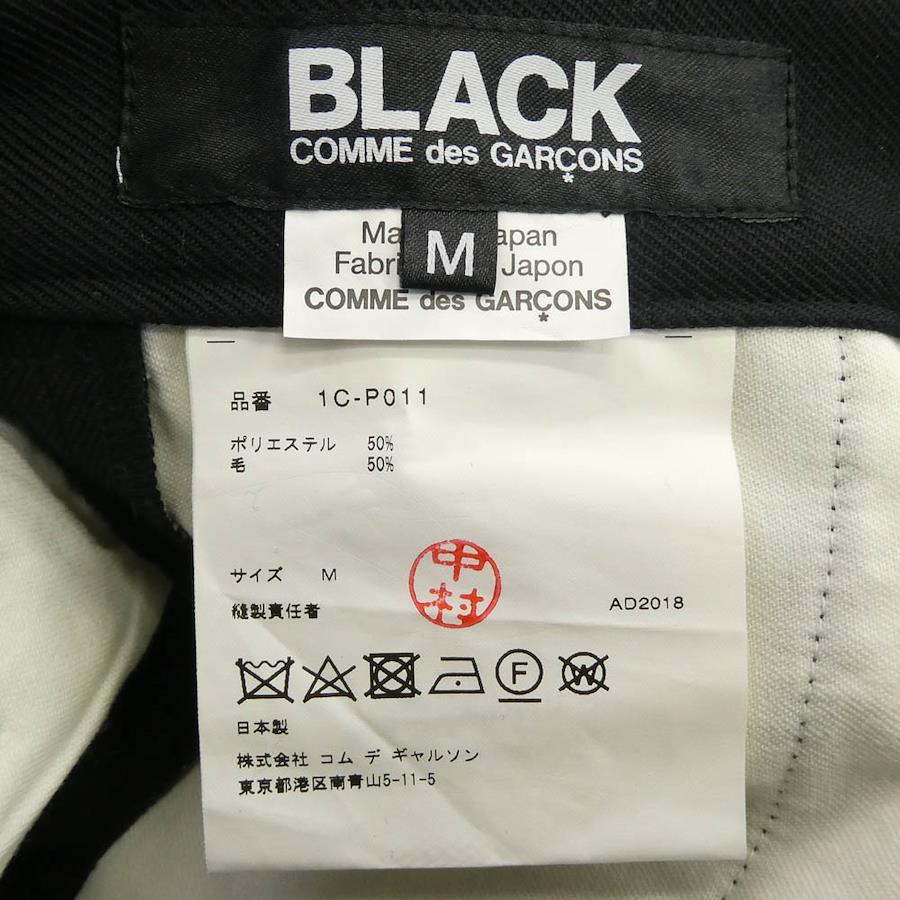 BLACK
COMME des GARÇONS
*
M
Ma apan
Fabri Japon
COMME des GARÇONS
*
品番 1C-P011
ポリエステル 50%
毛 50%
サイズ M
縫製責任者 中村 AD2018
F W
日本製
株式会社 コム デ ギャルソン
東京都港区南青山5-11-5